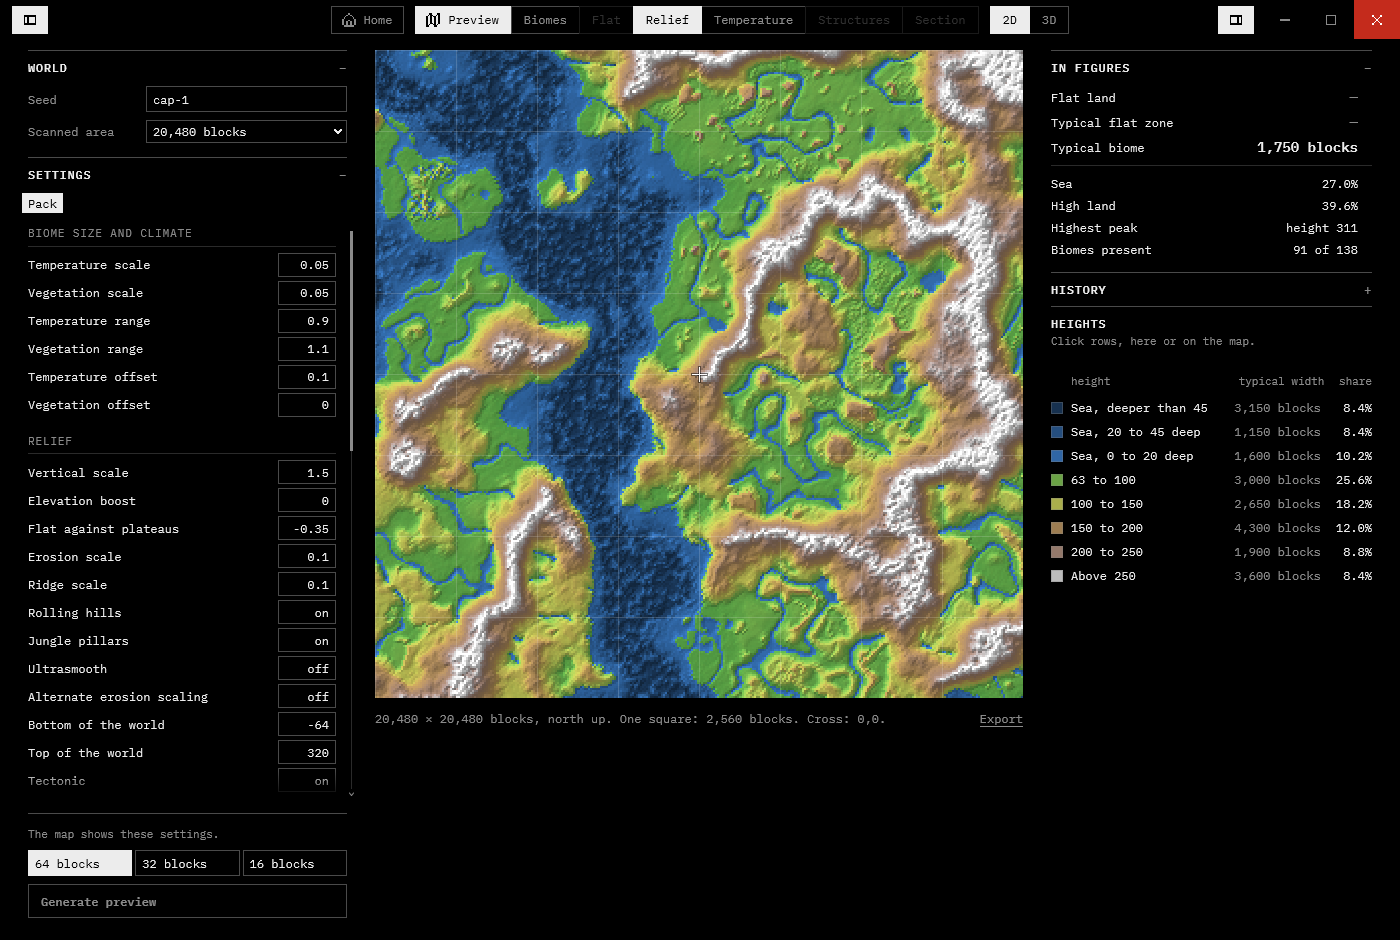 Home Preview Biomes Flat Relief Temperature Structures Section 2D 3D
WORLD −
Seed cap-1
Scanned area 20,480 blocks
SETTINGS −
Pack
BIOME SIZE AND CLIMATE
Temperature scale 0.05
Vegetation scale 0.05
Temperature range 0.9
Vegetation range 1.1
Temperature offset 0.1
Vegetation offset 0
RELIEF
Vertical scale 1.5
Elevation boost 0
Flat against plateaus -0.35
Erosion scale 0.1
Ridge scale 0.1
Rolling hills on
Jungle pillars on
Ultrasmooth off
Alternate erosion scaling off
Bottom of the world -64
Top of the world 320
Tectonic on
The map shows these settings.
64 blocks 32 blocks 16 blocks
Generate preview
20,480 × 20,480 blocks, north up. One square: 2,560 blocks. Cross: 0,0. Export
IN FIGURES −
Flat land —
Typical flat zone —
Typical biome 1,750 blocks
Sea 27.0%
High land 39.6%
Highest peak height 311
Biomes present 91 of 138
HISTORY +
HEIGHTS
Click rows, here or on the map.
height typical width share
Sea, deeper than 45 3,150 blocks 8.4%
Sea, 20 to 45 deep 1,150 blocks 8.4%
Sea, 0 to 20 deep 1,600 blocks 10.2%
63 to 100 3,000 blocks 25.6%
100 to 150 2,650 blocks 18.2%
150 to 200 4,300 blocks 12.0%
200 to 250 1,900 blocks 8.8%
Above 250 3,600 blocks 8.4%